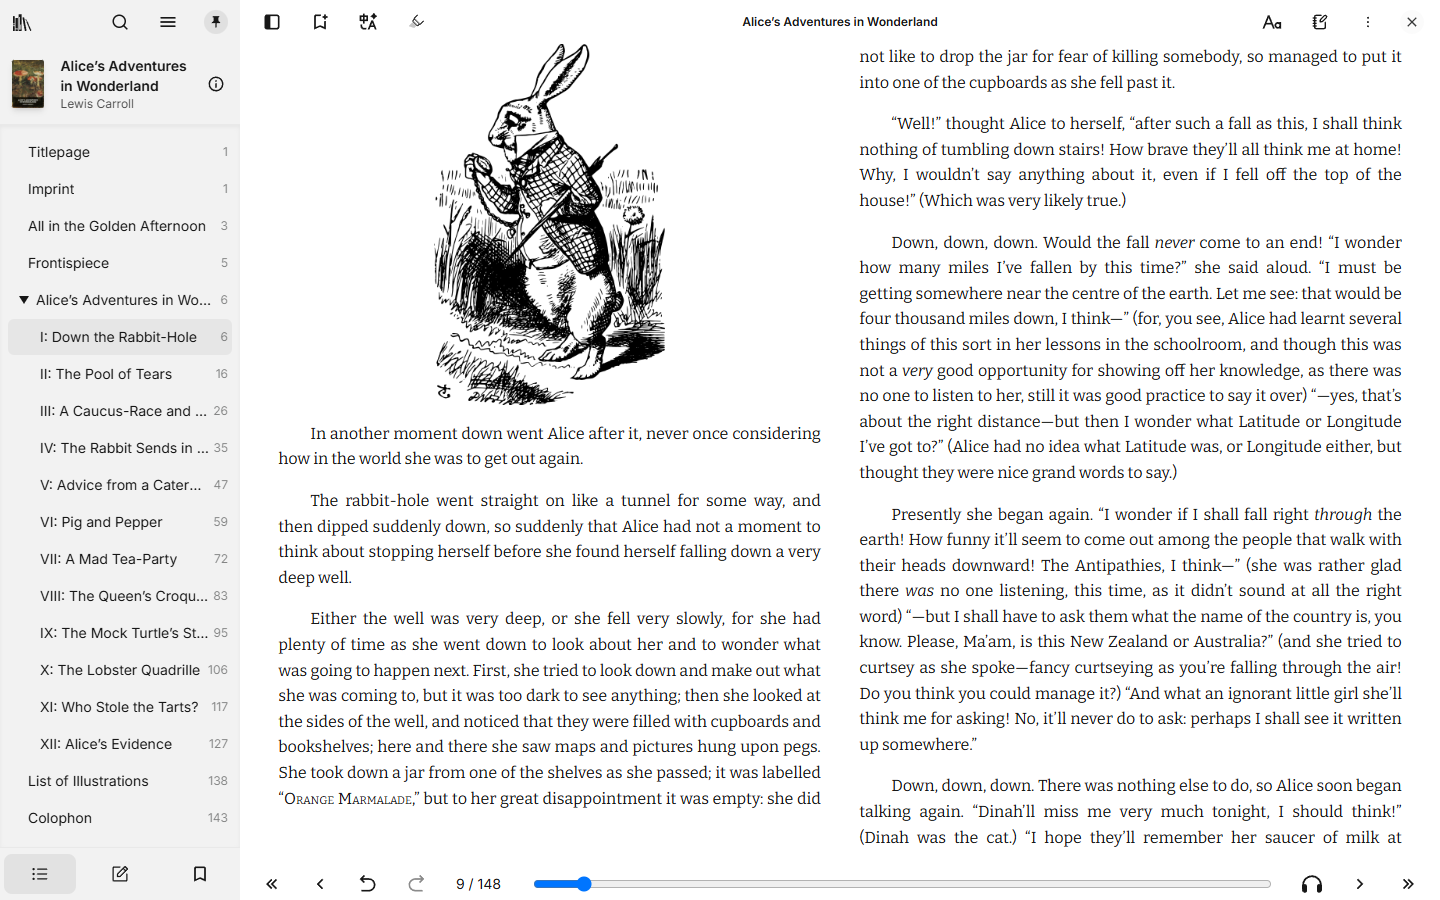 Alice’s Adventures
in Wonderland
Lewis Carroll
Titlepage 1
Imprint 1
All in the Golden Afternoon 3
Frontispiece 5
Alice’s Adventures in Wo... 6
I: Down the Rabbit-Hole 6
II: The Pool of Tears 16
III: A Caucus-Race and ... 26
IV: The Rabbit Sends in ... 35
V: Advice from a Cater... 47
VI: Pig and Pepper 59
VII: A Mad Tea-Party 72
VIII: The Queen’s Croqu... 83
IX: The Mock Turtle’s St... 95
X: The Lobster Quadrille 106
XI: Who Stole the Tarts? 117
XII: Alice’s Evidence 127
List of Illustrations 138
Colophon 143
Alice’s Adventures in Wonderland
In another moment down went Alice after it, never once considering
how in the world she was to get out again.
The rabbit-hole went straight on like a tunnel for some way, and
then dipped suddenly down, so suddenly that Alice had not a moment to
think about stopping herself before she found herself falling down a very
deep well.
Either the well was very deep, or she fell very slowly, for she had
plenty of time as she went down to look about her and to wonder what
was going to happen next. First, she tried to look down and make out what
she was coming to, but it was too dark to see anything; then she looked at
the sides of the well, and noticed that they were filled with cupboards and
bookshelves; here and there she saw maps and pictures hung upon pegs.
She took down a jar from one of the shelves as she passed; it was labelled
“Orange Marmalade,” but to her great disappointment it was empty: she did
not like to drop the jar for fear of killing somebody, so managed to put it
into one of the cupboards as she fell past it.
“Well!” thought Alice to herself, “after such a fall as this, I shall think
nothing of tumbling down stairs! How brave they’ll all think me at home!
Why, I wouldn’t say anything about it, even if I fell off the top of the
house!” (Which was very likely true.)
Down, down, down. Would the fall never come to an end! “I wonder
how many miles I’ve fallen by this time?” she said aloud. “I must be
getting somewhere near the centre of the earth. Let me see: that would be
four thousand miles down, I think—” (for, you see, Alice had learnt several
things of this sort in her lessons in the schoolroom, and though this was
not a very good opportunity for showing off her knowledge, as there was
no one to listen to her, still it was good practice to say it over) “—yes, that’s
about the right distance—but then I wonder what Latitude or Longitude
I’ve got to?” (Alice had no idea what Latitude was, or Longitude either, but
thought they were nice grand words to say.)
Presently she began again. “I wonder if I shall fall right through the
earth! How funny it’ll seem to come out among the people that walk with
their heads downward! The Antipathies, I think—” (she was rather glad
there was no one listening, this time, as it didn’t sound at all the right
word) “—but I shall have to ask them what the name of the country is, you
know. Please, Ma’am, is this New Zealand or Australia?” (and she tried to
curtsey as she spoke—fancy curtseying as you’re falling through the air!
Do you think you could manage it?) “And what an ignorant little girl she’ll
think me for asking! No, it’ll never do to ask: perhaps I shall see it written
up somewhere.”
Down, down, down. There was nothing else to do, so Alice soon began
talking again. “Dinah’ll miss me very much tonight, I should think!”
(Dinah was the cat.) “I hope they’ll remember her saucer of milk at
9 / 148